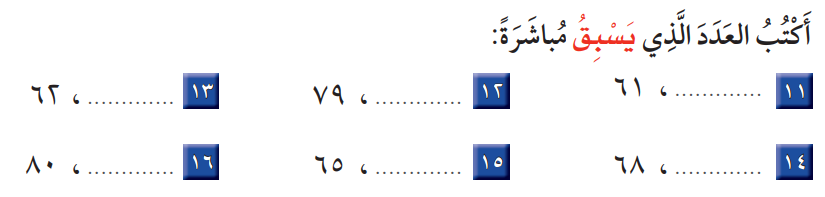 أَكْتُبُ العَدَدَ الَّذِي يَسْبِقُ مُباشَرَةً:
١١ ............. ، ٦١ ١٢ ............. ، ٧٩ ١٣ ............. ، ٦٢
١٤ ............. ، ٦٨ ١٥ ............. ، ٦٥ ١٦ ............. ، ٨٠